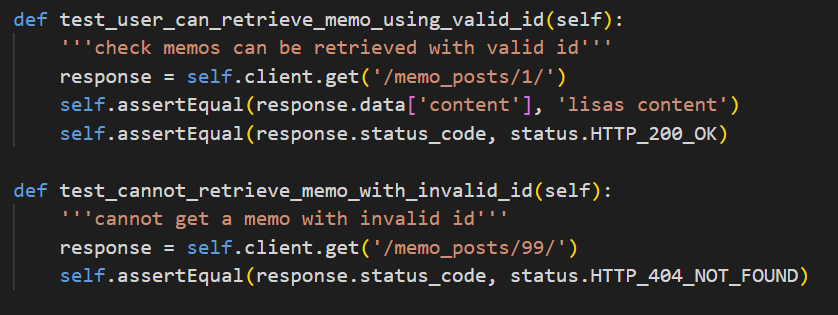 def test_user_can_retrieve_memo_using_valid_id(self):
    '''check memos can be retrieved with valid id'''
    response = self.client.get('/memo_posts/1/')
    self.assertEqual(response.data['content'], 'lisas content')
    self.assertEqual(response.status_code, status.HTTP_200_OK)

def test_cannot_retrieve_memo_with_invalid_id(self):
    '''cannot get a memo with invalid id'''
    response = self.client.get('/memo_posts/99/')
    self.assertEqual(response.status_code, status.HTTP_404_NOT_FOUND)